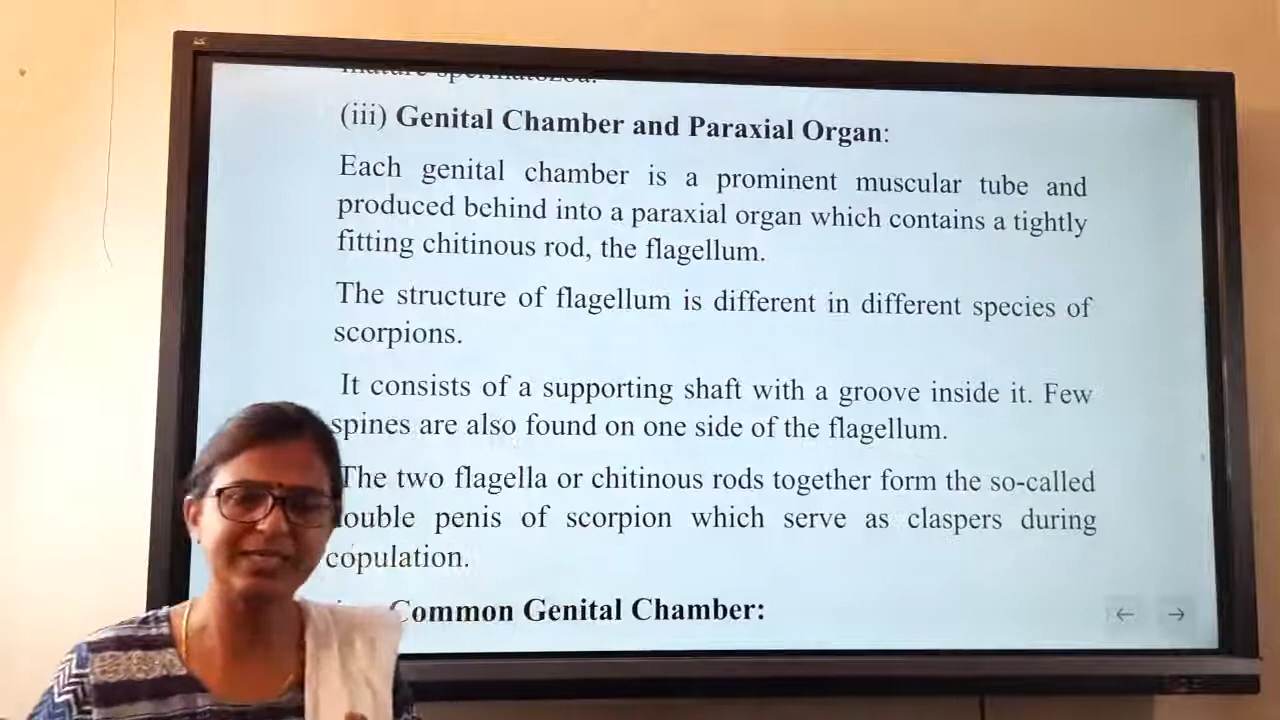 mature spermatozoa.
(iii) Genital Chamber and Paraxial Organ:
Each genital chamber is a prominent muscular tube and
produced behind into a paraxial organ which contains a tightly
fitting chitinous rod, the flagellum.
The structure of flagellum is different in different species of
scorpions.
It consists of a supporting shaft with a groove inside it. Few
spines are also found on one side of the flagellum.
The two flagella or chitinous rods together form the so-called
double penis of scorpion which serve as claspers during
copulation.
Common Genital Chamber: